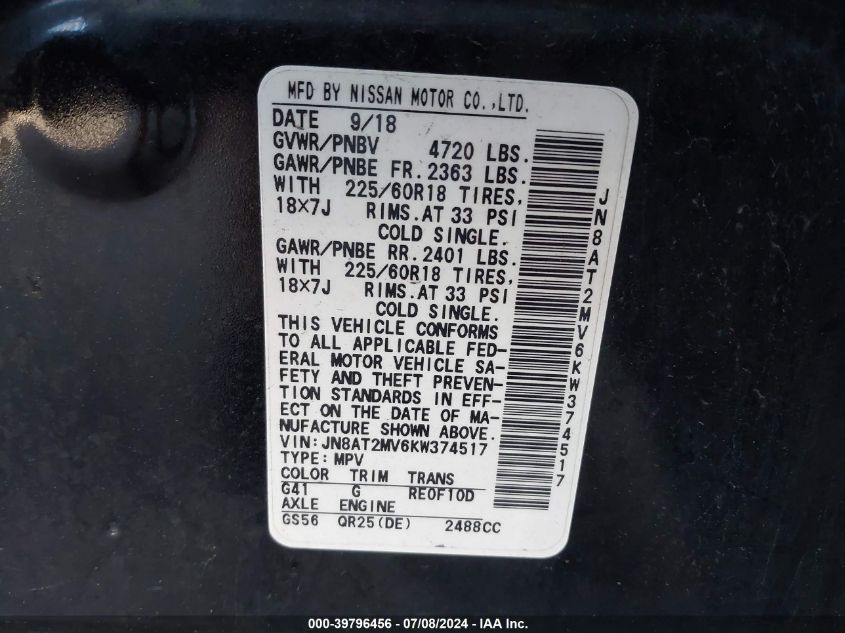 MFD BY NISSAN MOTOR CO.,LTD.
DATE 9/18
GVWR/PNBV 4720 LBS.
GAWR/PNBE FR. 2363 LBS.
WITH 225/60R18 TIRES,
18×7J RIMS.AT 33 PSI
COLD SINGLE.
GAWR/PNBE RR. 2401 LBS.
WITH 225/60R18 TIRES,
18×7J RIMS.AT 33 PSI
COLD SINGLE.
THIS VEHICLE CONFORMS
TO ALL APPLICABLE FED-
ERAL MOTOR VEHICLE SA-
FETY AND THEFT PREVEN-
TION STANDARDS IN EFF-
ECT ON THE DATE OF MA-
NUFACTURE SHOWN ABOVE.
VIN:JN8AT2MV6KW374517
TYPE: MPV
COLOR TRIM TRANS
G41 G RE0F10D
AXLE ENGINE
GS56 QR25(DE) 2488CC
JN8AT2MV6KW374517
000-39796456 - 07/08/2024 - IAA Inc.